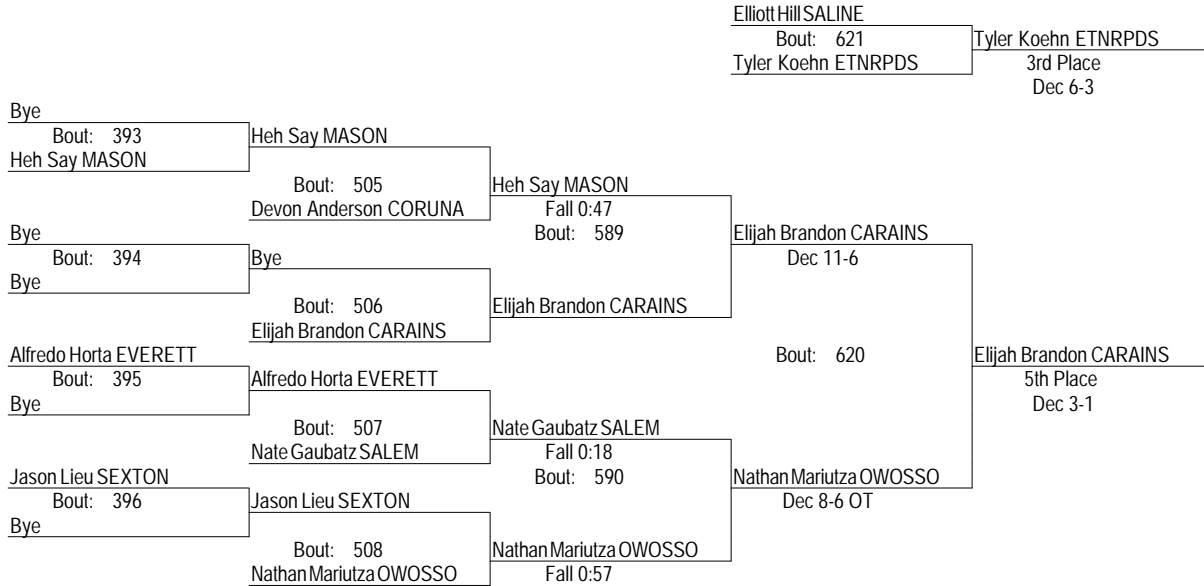 Elliott Hill SALINE
Bout: 621
Tyler Koehn ETNRPDS
Tyler Koehn ETNRPDS
3rd Place
Dec 6-3
Bye
Bout: 393
Heh Say MASON
Heh Say MASON
Bout: 505
Devon Anderson CORUNA
Heh Say MASON
Fall 0:47
Bout: 589
Bye
Bout: 394
Bye
Bye
Bout: 506
Elijah Brandon CARAINS
Elijah Brandon CARAINS
Elijah Brandon CARAINS
Dec 11-6
Alfredo Horta EVERETT
Bout: 395
Bye
Alfredo Horta EVERETT
Bout: 507
Nate Gaubatz SALEM
Nate Gaubatz SALEM
Fall 0:18
Bout: 590
Jason Lieu SEXTON
Bout: 396
Bye
Jason Lieu SEXTON
Bout: 508
Nathan Mariutza OWOSSO
Nathan Mariutza OWOSSO
Fall 0:57
Nathan Mariutza OWOSSO
Dec 8-6 OT
Bout: 620
Elijah Brandon CARAINS
5th Place
Dec 3-1